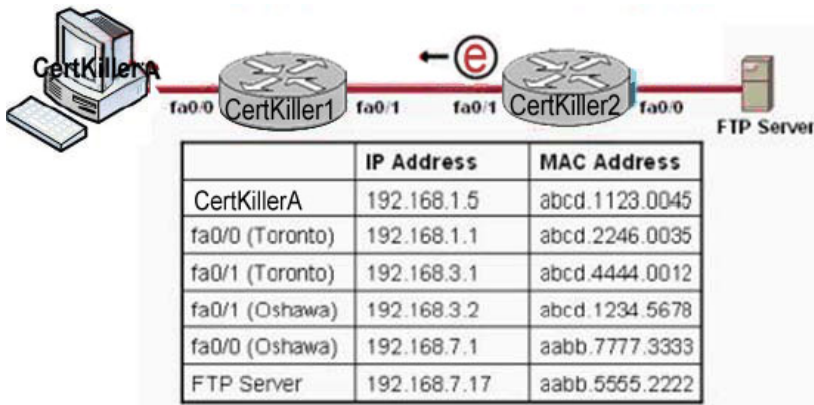 CertKillerA
e
fa0/0 CertKiller1 fa0/1 fa0/1 CertKiller2 fa0/0
FTP Server
IP Address MAC Address
CertKillerA 192.168.1.5 abcd.1123.0045
fa0/0 (Toronto) 192.168.1.1 abcd.2246.0035
fa0/1 (Toronto) 192.168.3.1 abcd.4444.0012
fa0/1 (Oshawa) 192.168.3.2 abcd.1234.5678
fa0/0 (Oshawa) 192.168.7.1 aabb.7777.3333
FTP Server 192.168.7.17 aabb.5555.2222